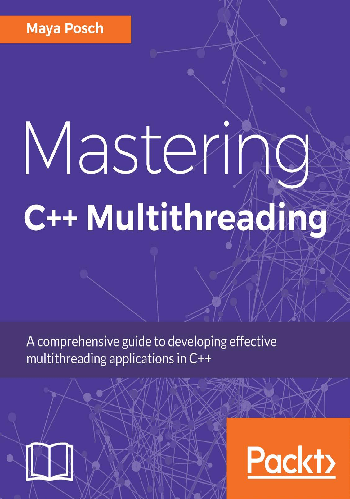 Maya Posch
Mastering
C++ Multithreading
A comprehensive guide to developing effective
multithreading applications in C++
Packt>